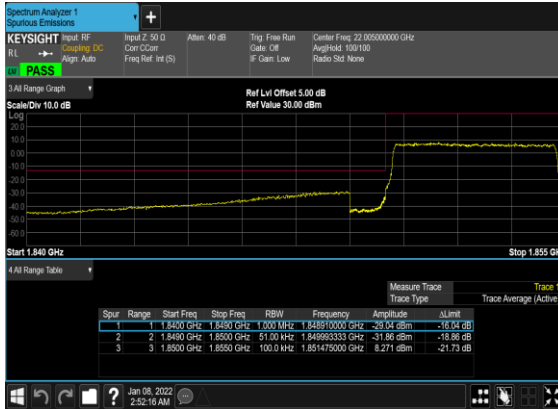 Spectrum Analyzer 1
Spurious Emissions
KEYSIGHT Input: RF Input Z: 50 Ω Atten: 40 dB Trig: Free Run Center Freq: 22.005000000 GHz
RL Coupling: DC Corr CCorr Gate: Off Avg|Hold: 100/100
Align: Auto Freq Ref: Int (S) IF Gain: Low Radio Std: None
PASS
3 All Range Graph
Ref Lvl Offset 5.00 dB
Scale/Div 10.0 dB Ref Value 30.00 dBm
Log
20.0
10.0
0.00
-10.0
-20.0
-30.0
-40.0
-50.0
-60.0
Start 1.840 GHz Stop 1.855 GH
4 All Range Table
Measure Trace Trace 1
Trace Type Trace Average (Active
Spur Range Start Freq Stop Freq RBW Frequency Amplitude ΔLimit
1 1 1.8400 GHz 1.8490 GHz 1.000 MHz 1.848910000 GHz -29.04 dBm -16.04 dB
2 2 1.8490 GHz 1.8500 GHz 51.00 kHz 1.849993333 GHz -31.86 dBm -18.86 dB
3 3 1.8500 GHz 1.8550 GHz 100.0 kHz 1.851475000 GHz 8.271 dBm -21.73 dB
Jan 08, 2022
2:52:16 AM